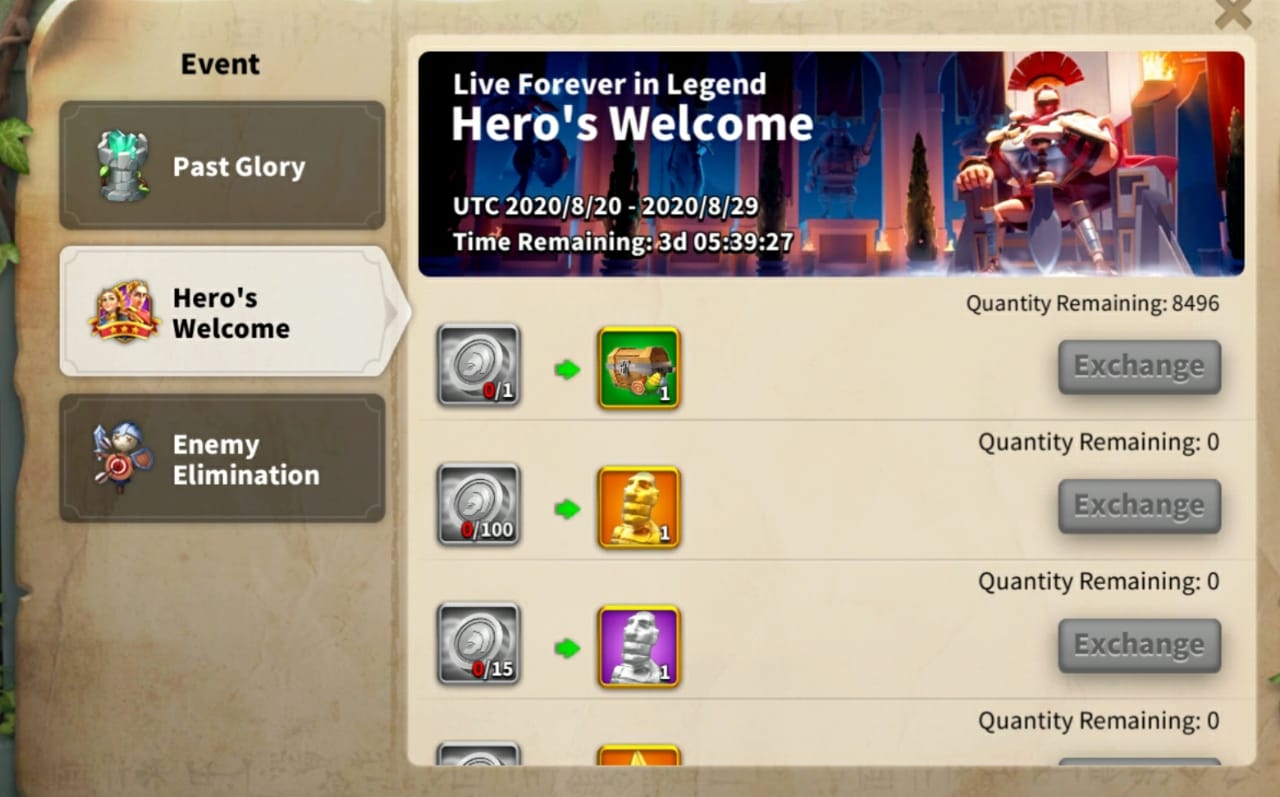 Event
Past Glory
Hero's
Welcome
Enemy
Elimination
Live Forever in Legend
Hero's Welcome
UTC 2020/8/20 - 2020/8/29
Time Remaining: 3d 05:39:27
Quantity Remaining: 8496
0/1
1
Exchange
Quantity Remaining: 0
0/100
1
Exchange
Quantity Remaining: 0
0/15
1
Exchange
Quantity Remaining: 0